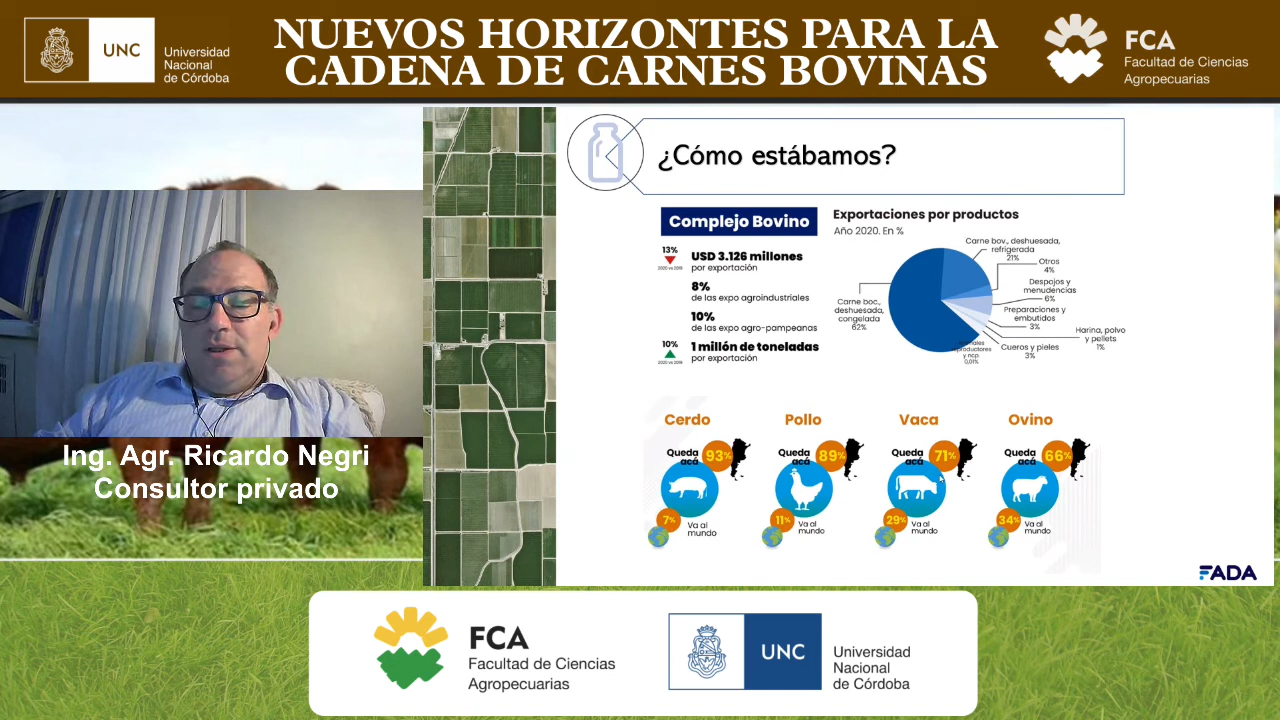 UNC
Universidad
Nacional
de Córdoba
NUEVOS HORIZONTES PARA LA
CADENA DE CARNES BOVINAS
FCA
Facultad de Ciencias
Agropecuarias
¿Cómo estábamos?
Complejo Bovino
13%
USD 3.126 millones
por exportación
8%
de las expo agroindustriales
10%
de las expo agro-pampeanas
10%
1 millón de toneladas
por exportación
Exportaciones por productos
Año 2020. En %
Carne bov., deshuesada,
refrigerada
21%
Otros
4%
Despojos y
menudencias
6%
Preparaciones y
embutidos
3%
Harina, polvo
y pellets
1%
Cueros y pieles
3%
reproductores
y ncp
0,01%
Carne boc.,
deshuesada,
congelada
62%
Cerdo
Queda
acá
93%
7%
Va al
mundo
Pollo
Queda
acá
89%
11%
Va al
mundo
Vaca
Queda
acá
71%
29%
Va al
mundo
Ovino
Queda
acá
66%
34%
Va al
mundo
FADA
Ing. Agr. Ricardo Negri
Consultor privado
FCA
Facultad de Ciencias
Agropecuarias
UNC
Universidad
Nacional
de Córdoba